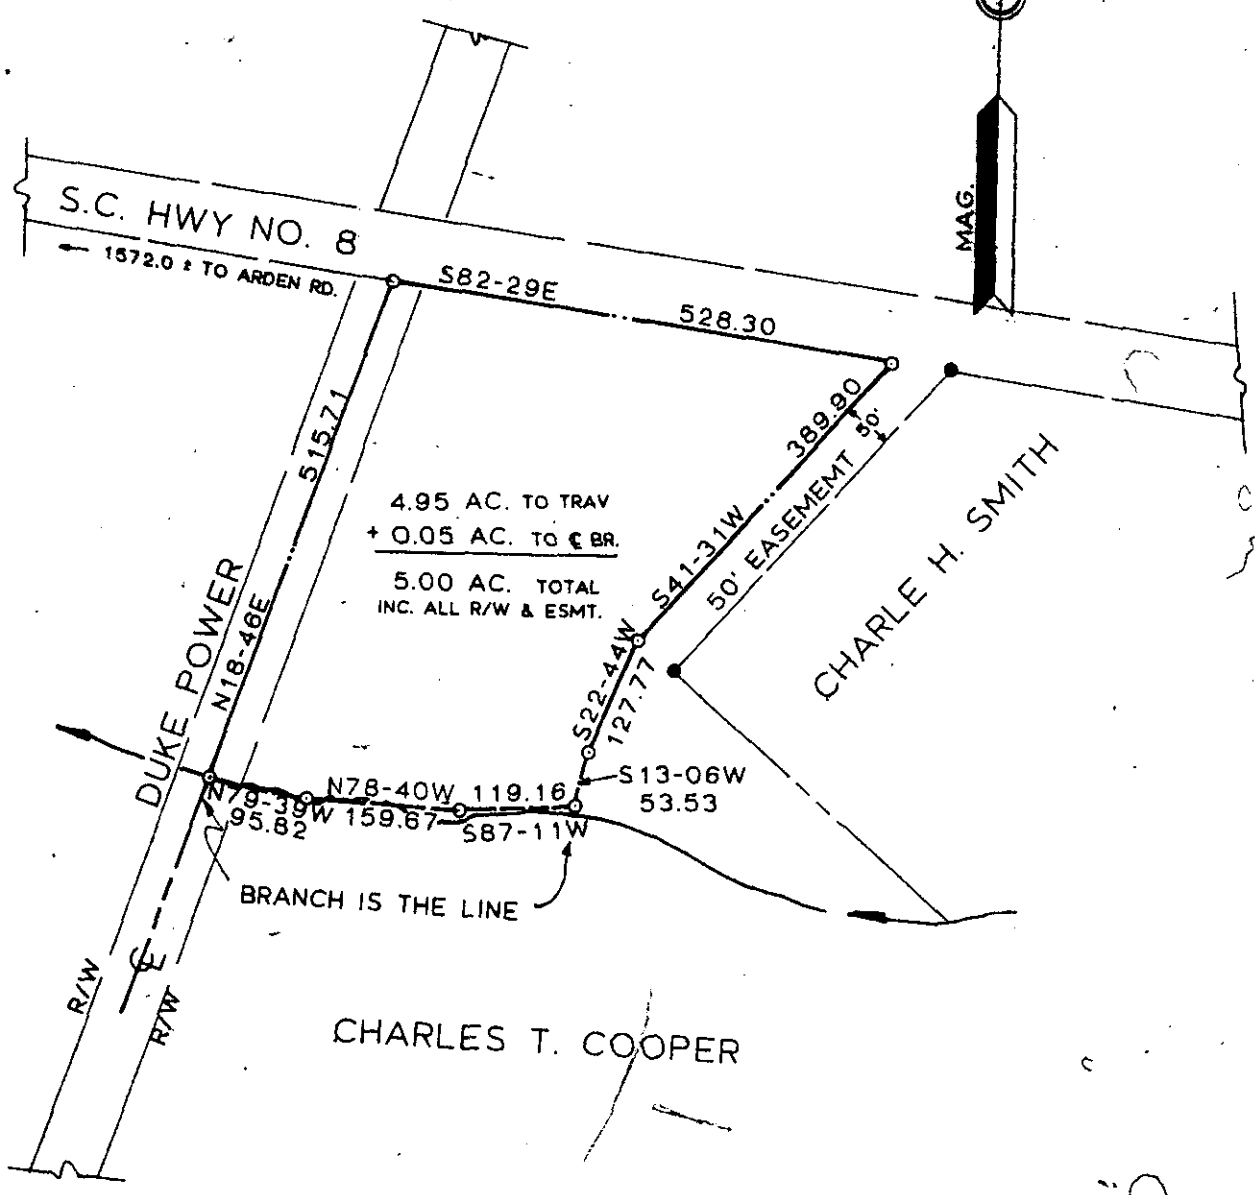 MAG.
S.C. HWY NO. 8
← 1572.0 ± TO ARDEN RD.
S82-29E
528.30
389.90
50'
S41-31W
50' EASEMEMT
515.71
N18-46E
4.95 AC. TO TRAV
+ 0.05 AC. TO ℄ BR.
5.00 AC. TOTAL
INC. ALL R/W & ESMT.
CHARLE H. SMITH
DUKE POWER
S22-44W
127.77
S13-06W
53.53
N79-39W
95.82
N78-40W
159.67
119.16
S87-11W
BRANCH IS THE LINE
℄
R/W
R/W
CHARLES T. COOPER